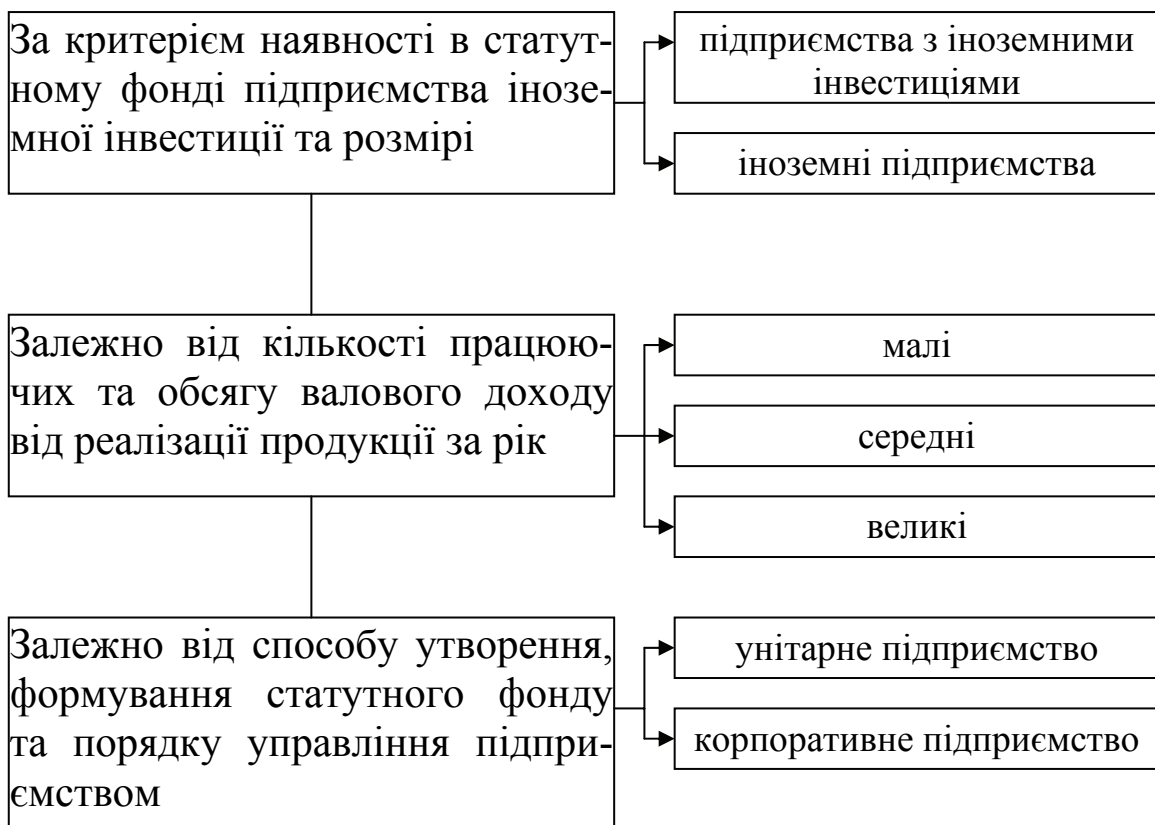 За критерієм наявності в статут-
ному фонді підприємства інозе-
мної інвестиції та розмірі
підприємства з іноземними
інвестиціями
іноземні підприємства
Залежно від кількості працюю-
чих та обсягу валового доходу
від реалізації продукції за рік
малі
середні
великі
Залежно від способу утворення,
формування статутного фонду
та порядку управління підпри-
ємством
унітарне підприємство
корпоративне підприємство